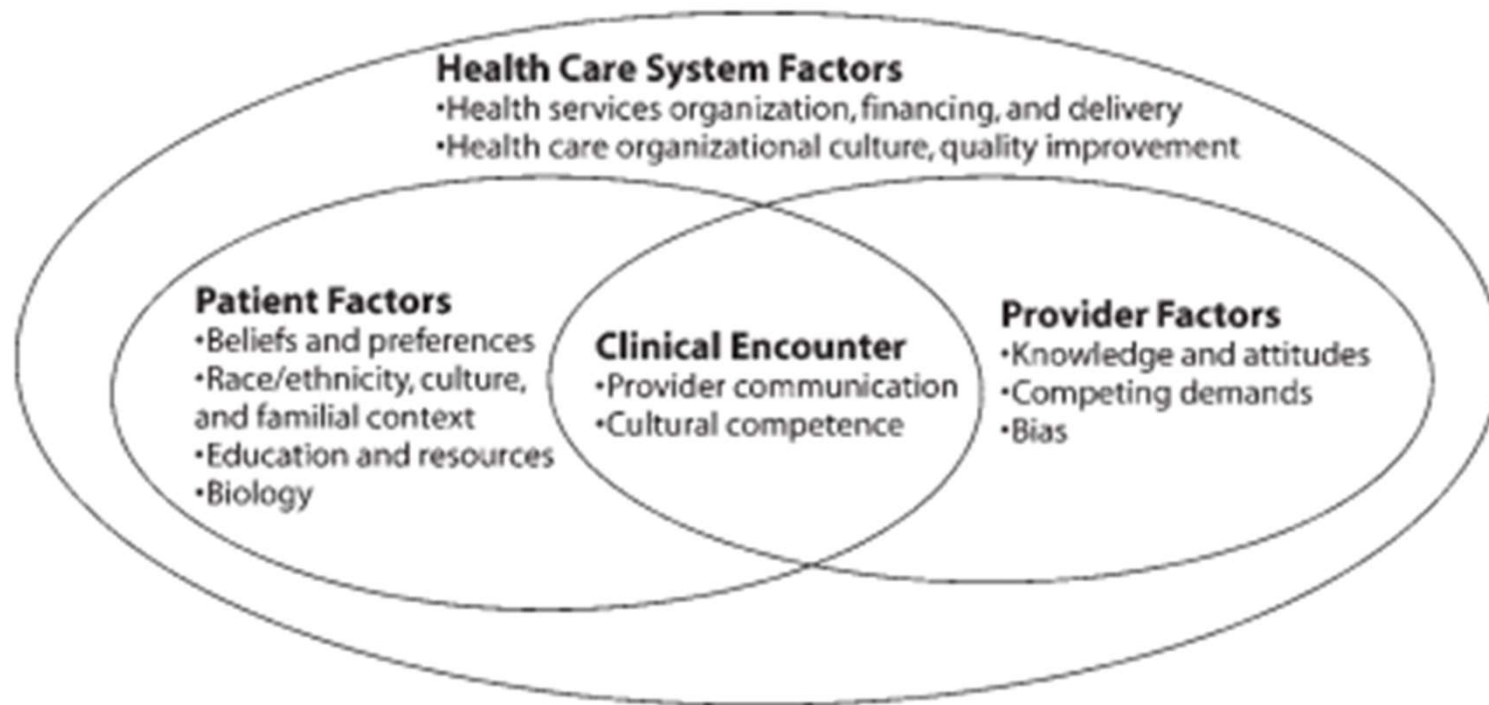 Health Care System Factors
•Health services organization, financing, and delivery
•Health care organizational culture, quality improvement
Patient Factors
•Beliefs and preferences
•Race/ethnicity, culture,
and familial context
•Education and resources
•Biology
Clinical Encounter
•Provider communication
•Cultural competence
Provider Factors
•Knowledge and attitudes
•Competing demands
•Bias